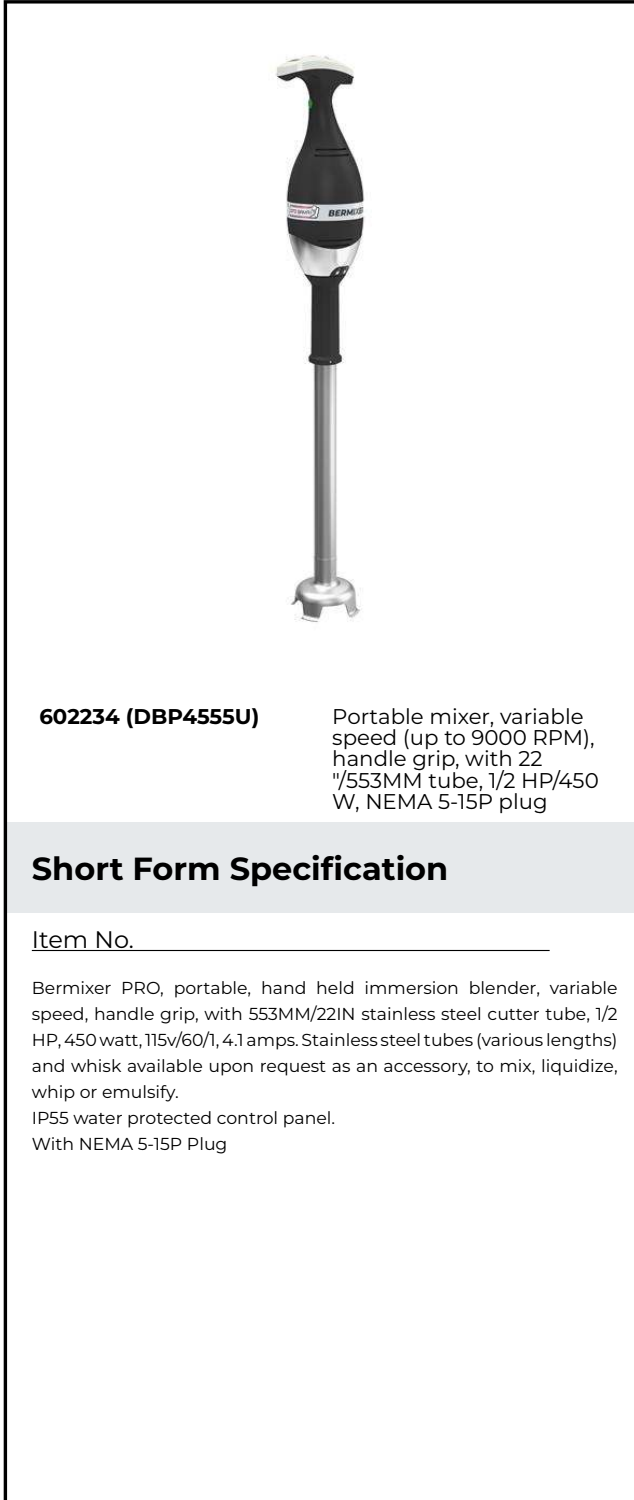 BERMIXER
602234 (DBP4555U)
Portable mixer, variable
speed (up to 9000 RPM),
handle grip, with 22
"/553MM tube, 1/2 HP/450
W, NEMA 5-15P plug
Short Form Specification
Item No.
Bermixer PRO, portable, hand held immersion blender, variable
speed, handle grip, with 553MM/22IN stainless steel cutter tube, 1/2
HP, 450 watt, 115v/60/1, 4.1 amps. Stainless steel tubes (various lengths)
and whisk available upon request as an accessory, to mix, liquidize,
whip or emulsify.
IP55 water protected control panel.
With NEMA 5-15P Plug